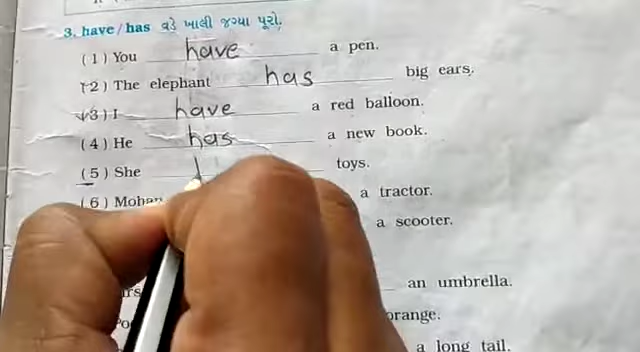 3. have / has વડે ખાલી જગ્યા પૂરો.
(1) You have a pen.
(2) The elephant has big ears.
(3) I have a red balloon.
(4) He has a new book.
(5) She toys.
(6) Mohan a tractor.
a scooter.
an umbrella.
orange.
a long tail.